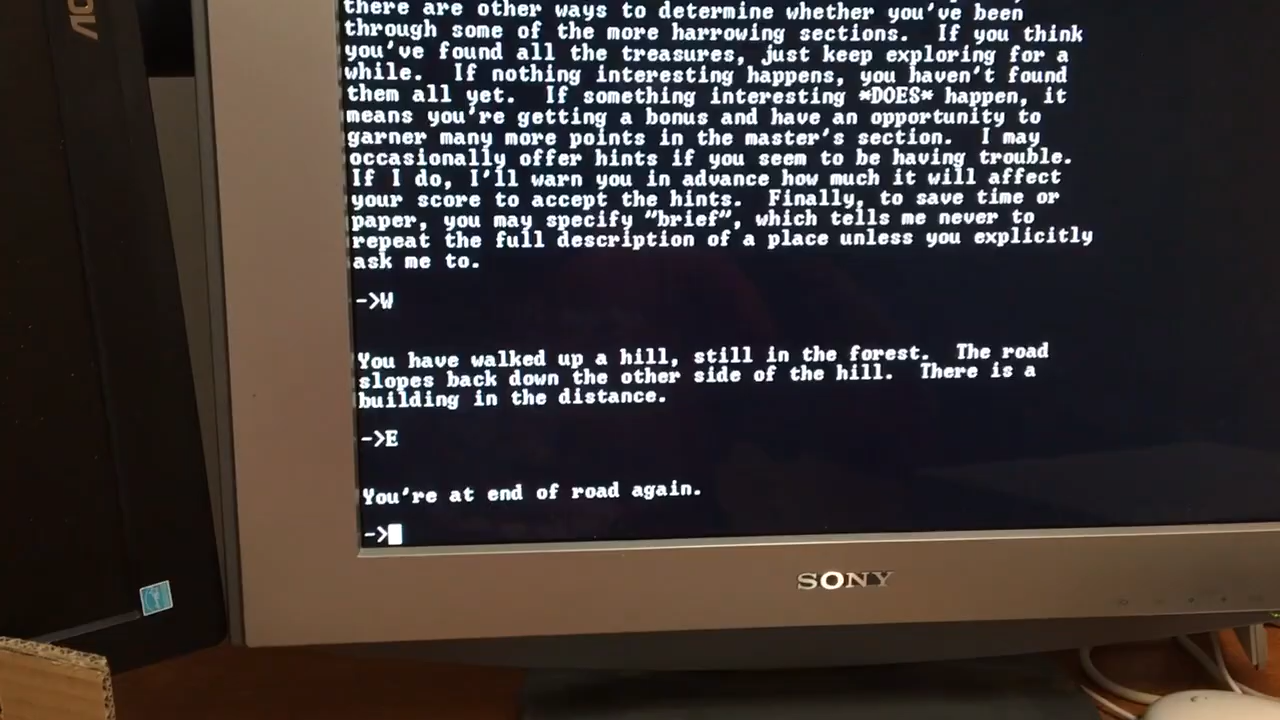 there are other ways to determine whether you've been
through some of the more harrowing sections.  If you think
you've found all the treasures, just keep exploring for a
while.  If nothing interesting happens, you haven't found
them all yet.  If something interesting *DOES* happen, it
means you're getting a bonus and have an opportunity to
garner many more points in the master's section.  I may
occasionally offer hints if you seem to be having trouble.
If I do, I'll warn you in advance how much it will affect
your score to accept the hints.  Finally, to save time or
paper, you may specify "brief", which tells me never to
repeat the full description of a place unless you explicitly
ask me to.
->W
You have walked up a hill, still in the forest.  The road
slopes back down the other side of the hill.  There is a
building in the distance.
->E
You're at end of road again.
->
SONY